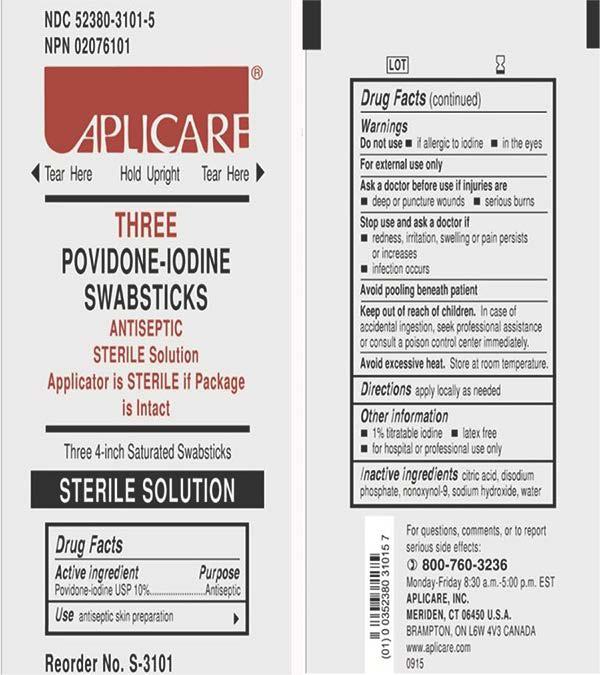 NDC 52380-3101-5
NPN 02076101
APLICARE®
Tear Here Hold Upright Tear Here
THREE
POVIDONE-IODINE
SWABSTICKS
ANTISEPTIC
STERILE Solution
Applicator is STERILE if Package
is Intact
Three 4-inch Saturated Swabsticks
STERILE SOLUTION
Drug Facts
Active ingredient Purpose
Povidone-iodine USP 10%......................Antiseptic
Use antiseptic skin preparation
Reorder No. S-3101
LOT
Drug Facts (continued)
Warnings
Do not use ■ if allergic to iodine ■ in the eyes
For external use only
Ask a doctor before use if injuries are
■ deep or puncture wounds ■ serious burns
Stop use and ask a doctor if
■ redness, irritation, swelling or pain persists
or increases
■ infection occurs
Avoid pooling beneath patient
Keep out of reach of children. In case of
accidental ingestion, seek professional assistance
or consult a poison control center immediately.
Avoid excessive heat. Store at room temperature.
Directions apply locally as needed
Other information
■ 1% titratable iodine ■ latex free
■ for hospital or professional use only
Inactive ingredients citric acid, disodium
phosphate, nonoxynol-9, sodium hydroxide, water
(01) 0 0352380 31015 7
For questions, comments, or to report
serious side effects:
800-760-3236
Monday-Friday 8:30 a.m.-5:00 p.m. EST
APLICARE, INC.
MERIDEN, CT 06450 U.S.A.
BRAMPTON, ON L6W 4V3 CANADA
www.aplicare.com
0915